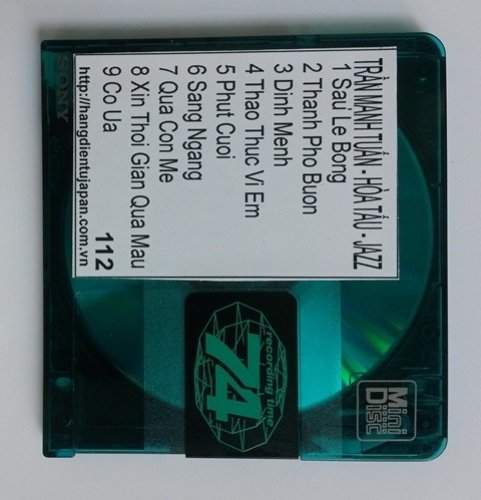 TRẦN MẠNH TUẤN - HÒA TẤU - JAZZ
1 Sau Le Bong
2 Thanh Pho Buon
3 Dinh Menh
4 Thao Thuc Vi Em
5 Phut Cuoi
6 Sang Ngang
7 Qua Con Me
8 Xin Thoi Gian Qua Mau
9 Co Ua
112
http://hangdientujapan.com.vn
SONY
recording time
74
Mini
Disc